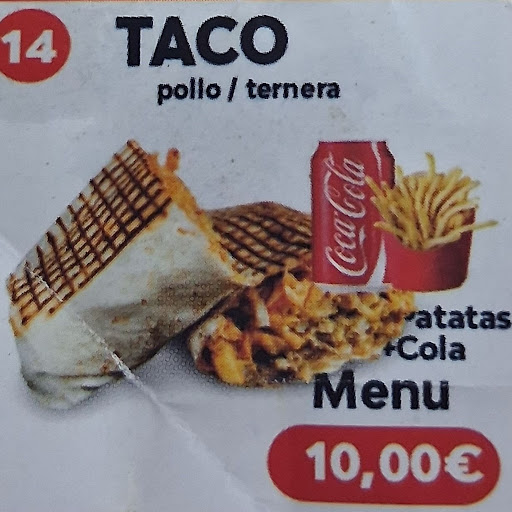 14
TACO
pollo / ternera
Coca-Cola
Patatas
+Cola
Menu
10,00€